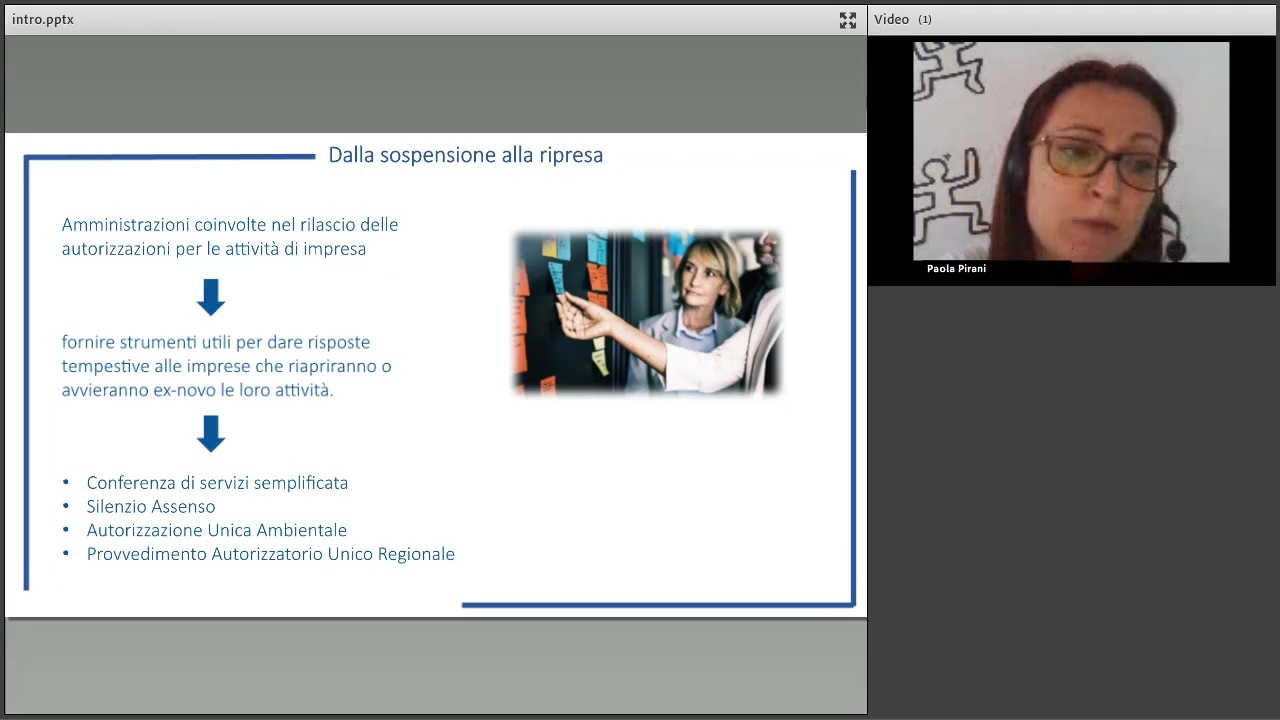 intro.pptx
Video (1)
Dalla sospensione alla ripresa
Amministrazioni coinvolte nel rilascio delle
autorizzazioni per le attività di impresa
fornire strumenti utili per dare risposte
tempestive alle imprese che riapriranno o
avvieranno ex-novo le loro attività.
• Conferenza di servizi semplificata
• Silenzio Assenso
• Autorizzazione Unica Ambientale
• Provvedimento Autorizzatorio Unico Regionale
Paola Pirani